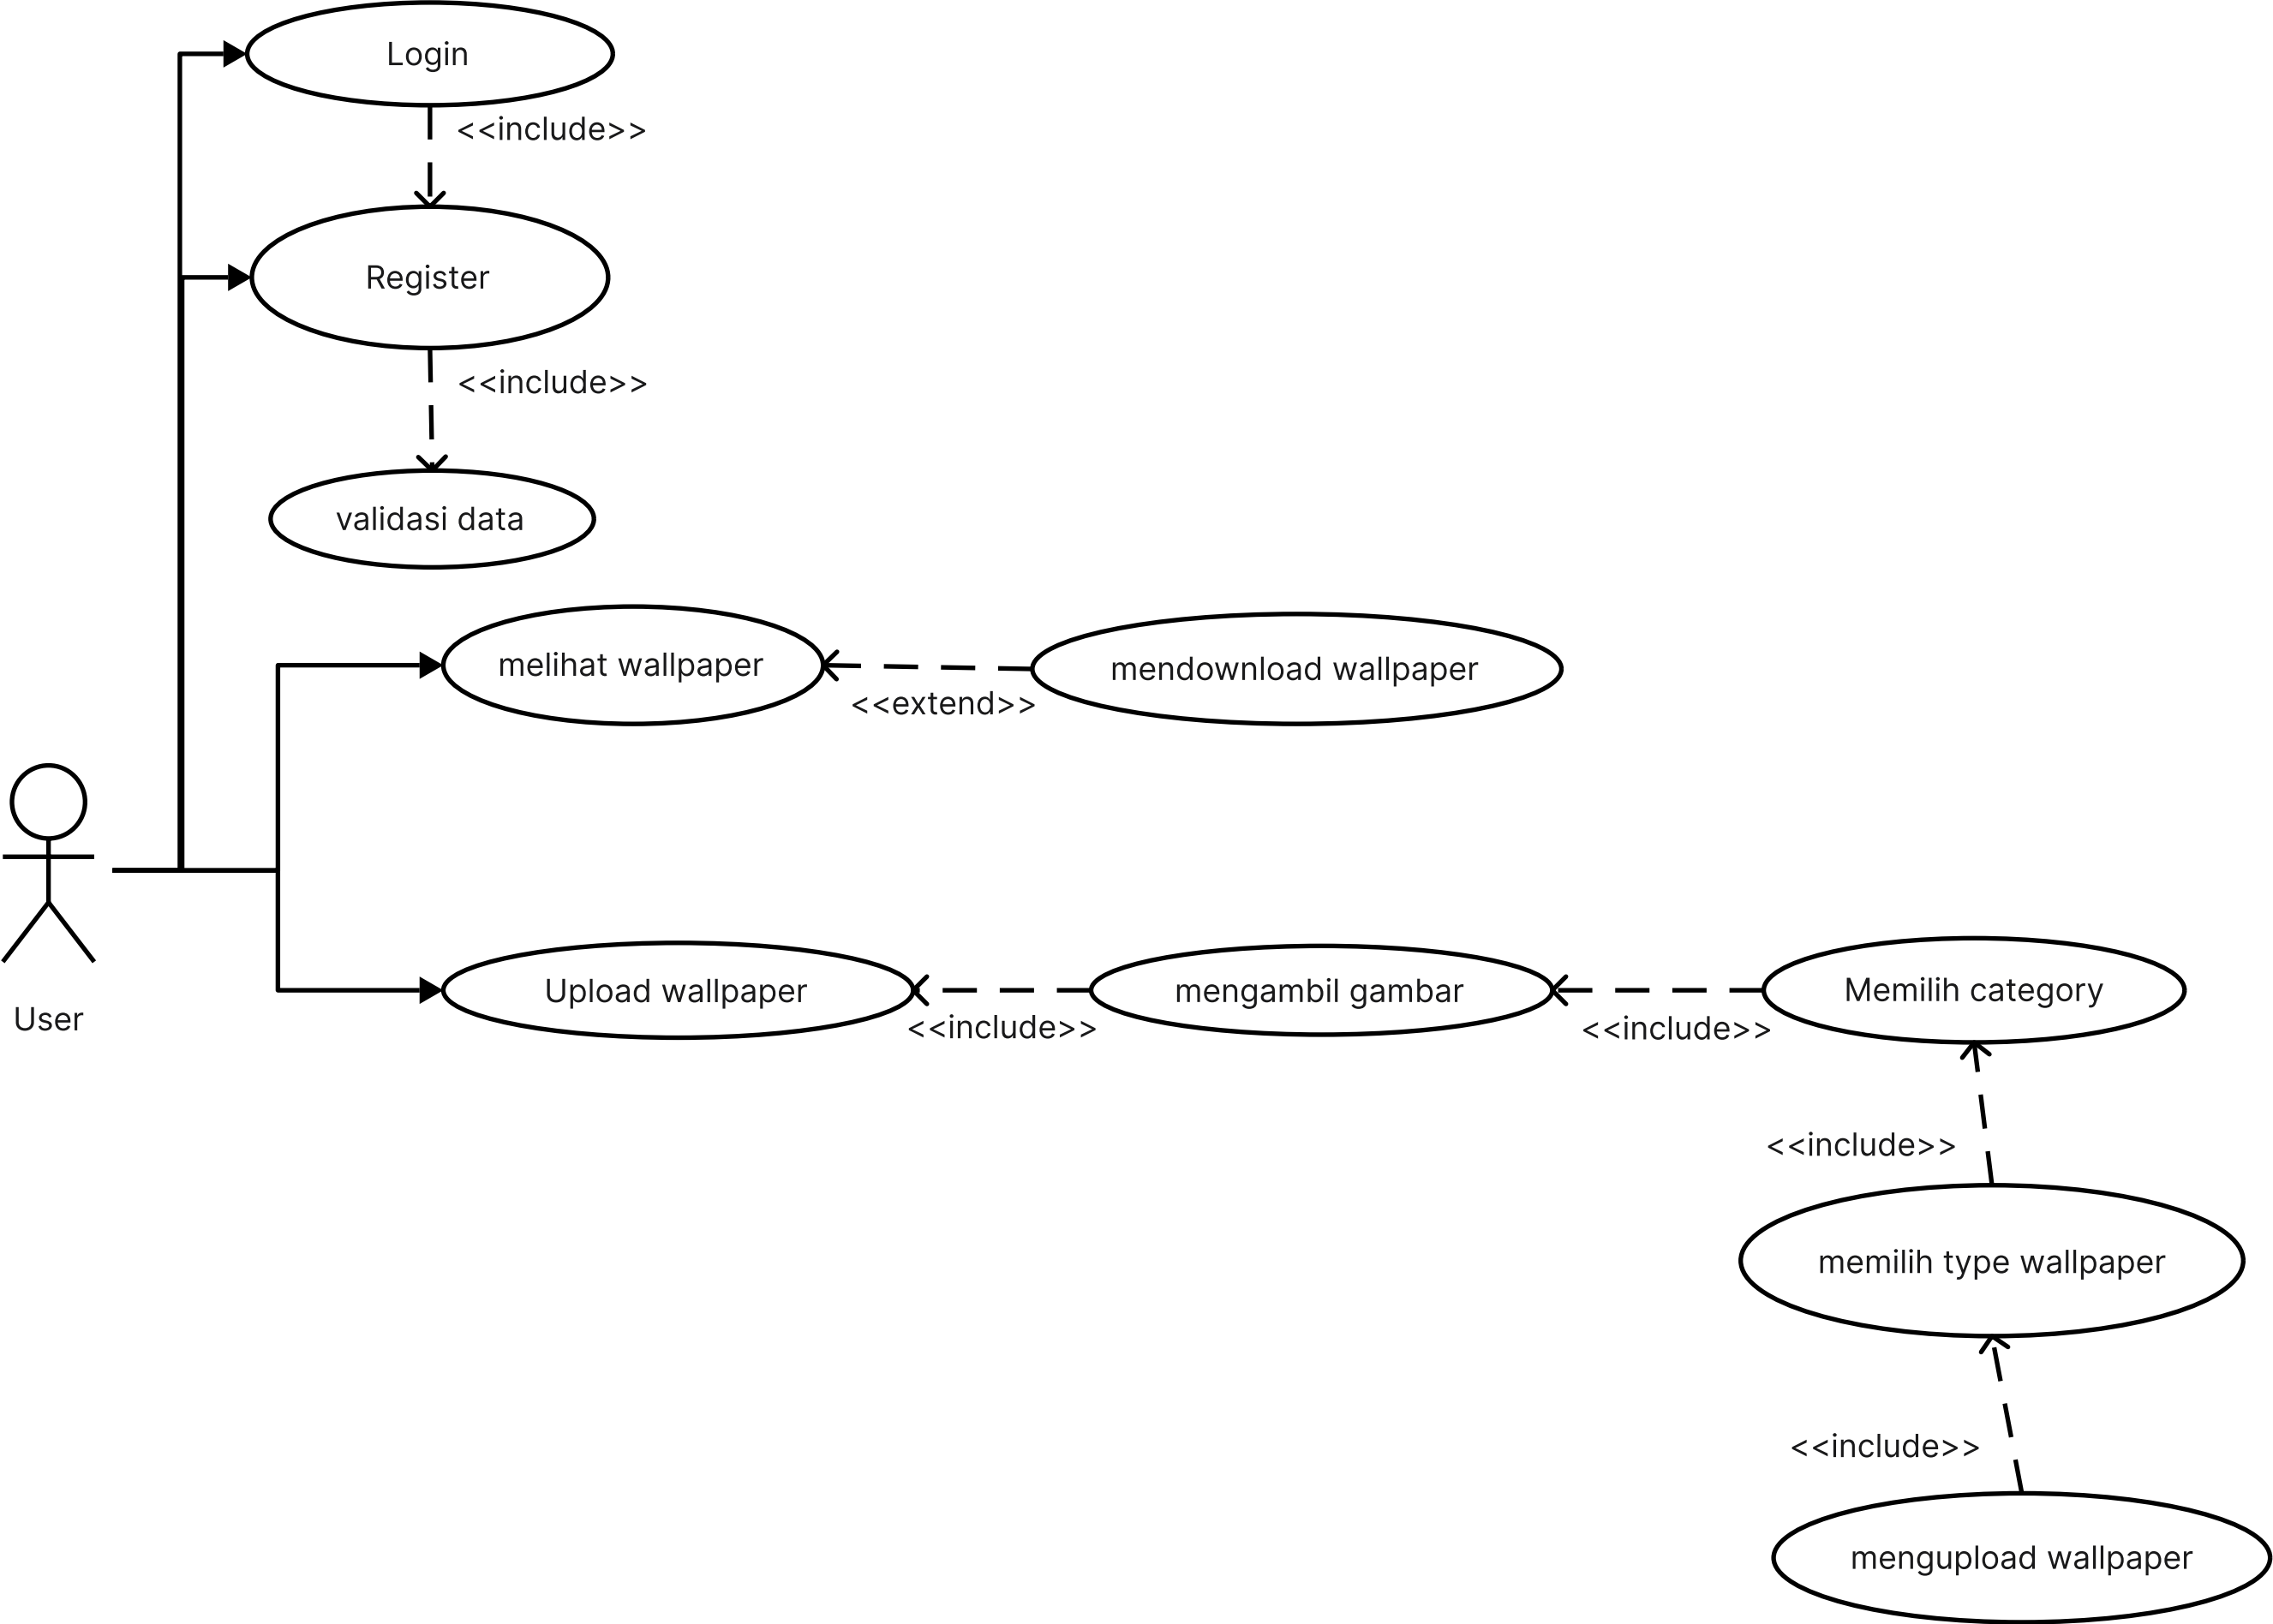 Login
<<include>>
Register
<<include>>
validasi data
melihat wallpaper
mendownload wallpaper
<<extend>>
User
Upload wallpaper
mengambil gambar
Memilih category
<<include>>
<<include>>
<<include>>
memilih type wallpaper
<<include>>
mengupload wallpaper